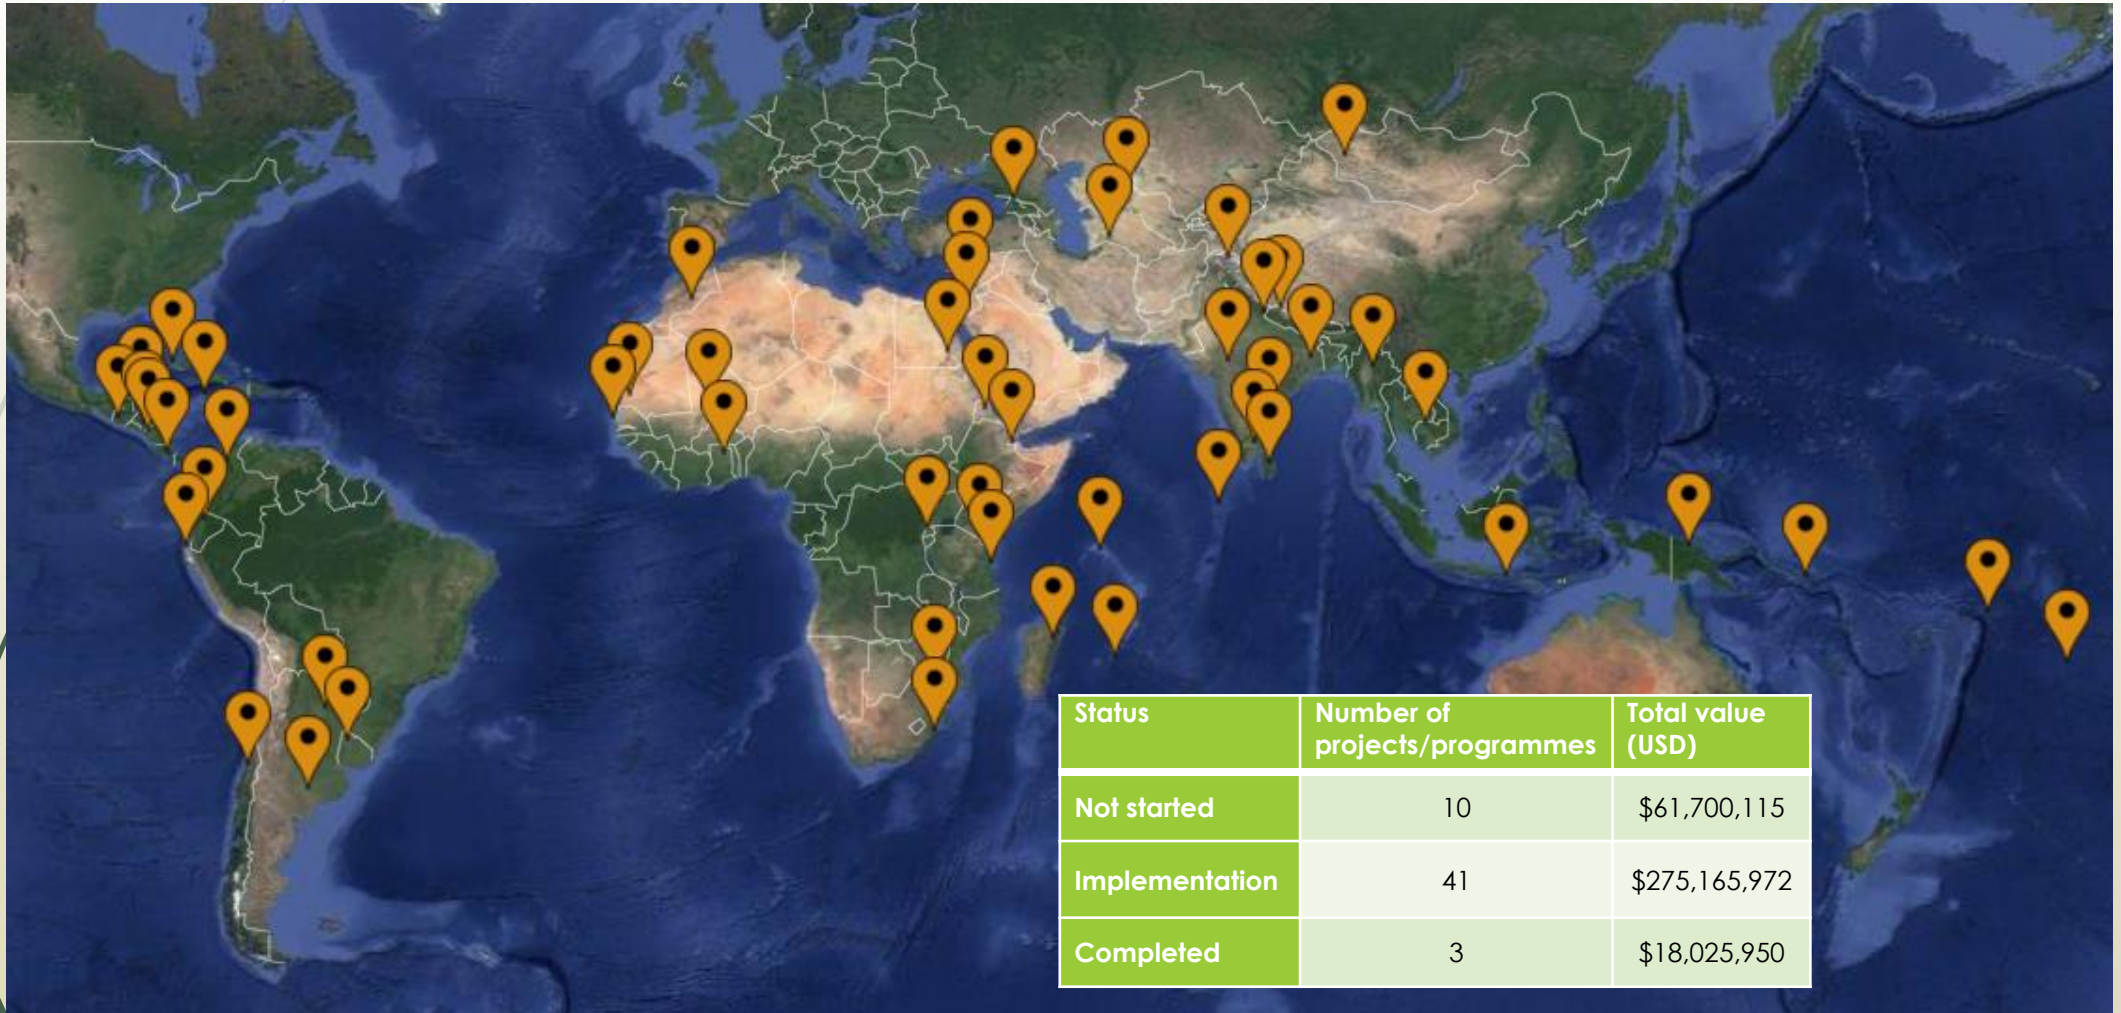 Status
Number of
projects/programmes
Total value
(USD)
Not started
10
$61,700,115
Implementation
41
$275,165,972
Completed
3
$18,025,950